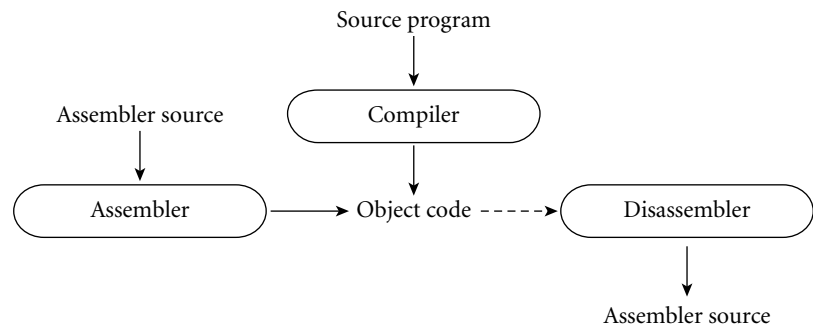 Source program
Assembler source
Compiler
Assembler
Object code
Disassembler
Assembler source